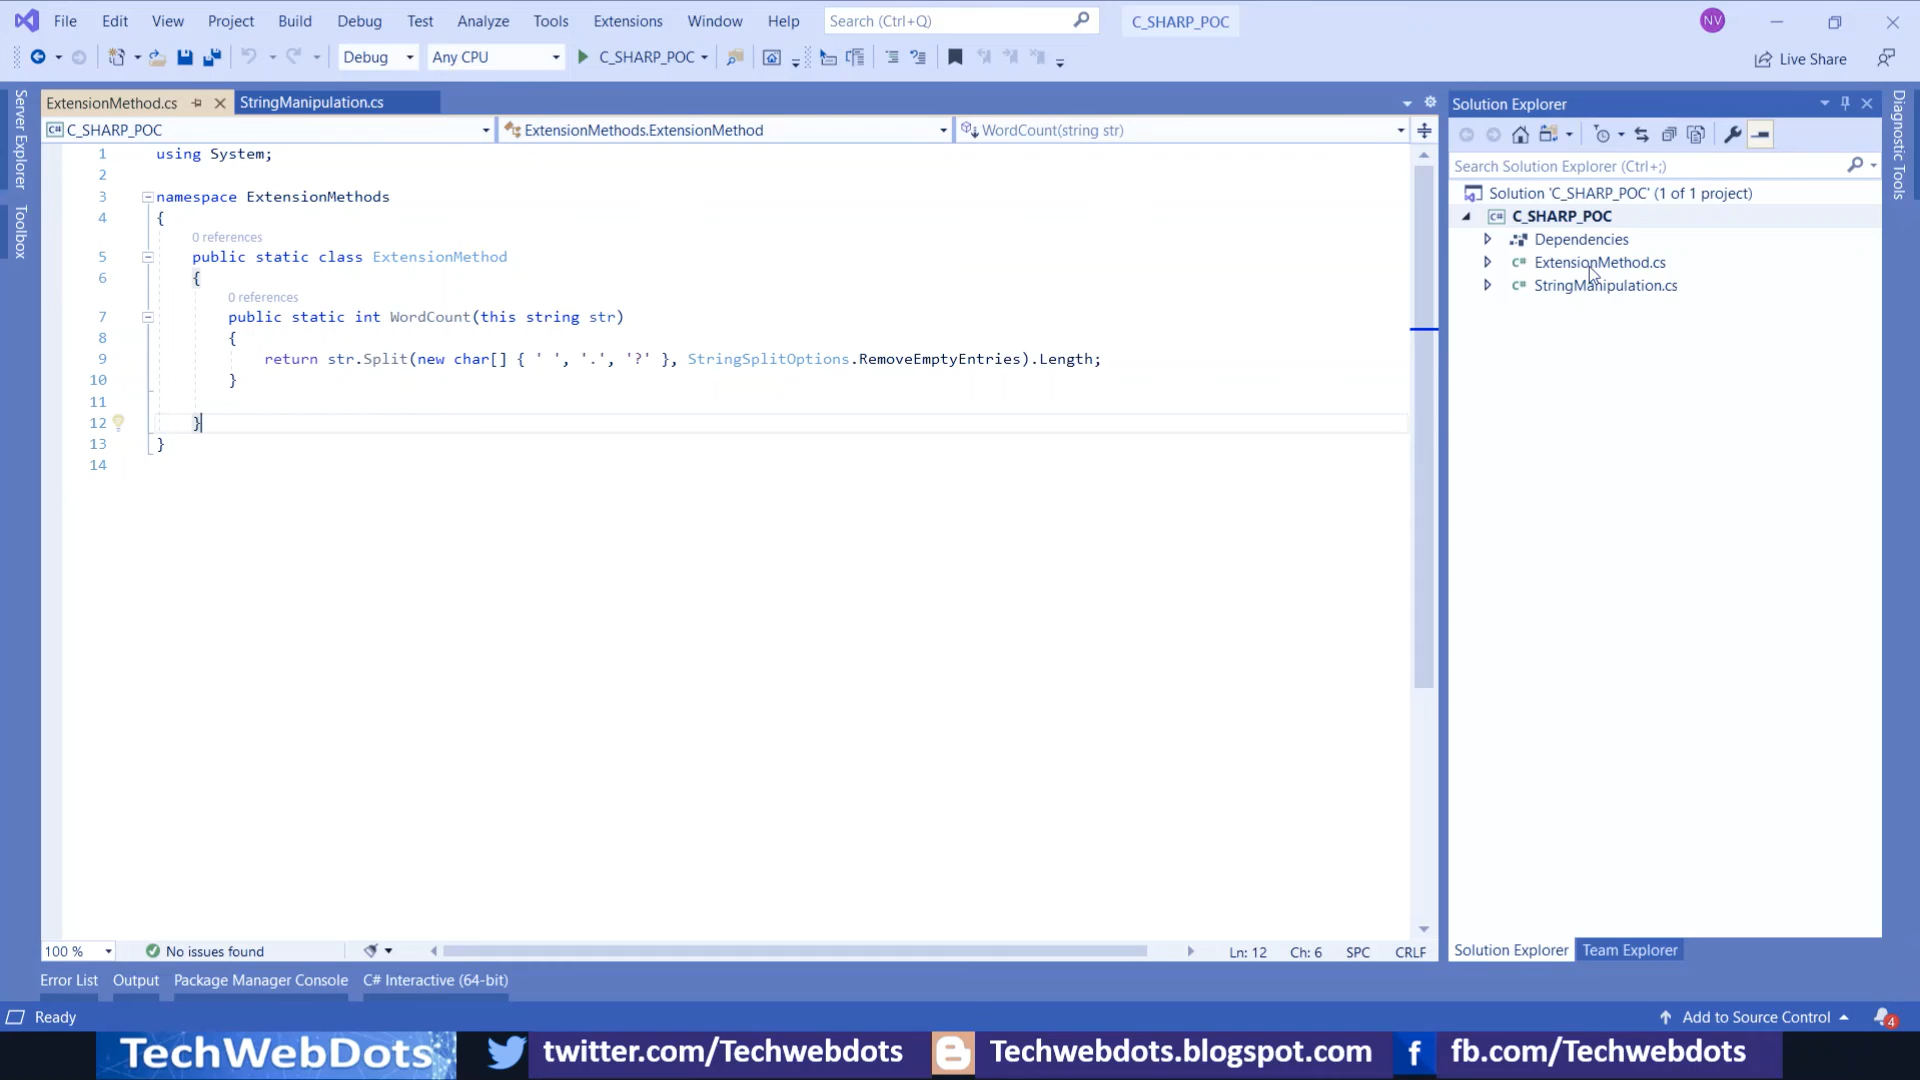 File Edit View Project Build Debug Test Analyze Tools Extensions Window Help Search (Ctrl+Q) C_SHARP_POC NV
Debug Any CPU C_SHARP_POC Live Share
Server Explorer
Toolbox
ExtensionMethod.cs StringManipulation.cs
C_SHARP_POC ExtensionMethods.ExtensionMethod WordCount(string str)
1 using System;
2
3 namespace ExtensionMethods
4 {
0 references
5 public static class ExtensionMethod
6 {
0 references
7 public static int WordCount(this string str)
8 {
9 return str.Split(new char[] { ' ', '.', '?' }, StringSplitOptions.RemoveEmptyEntries).Length;
10 }
11
12 }
13 }
14
100 % No issues found Ln: 12 Ch: 6 SPC CRLF
Solution Explorer
Search Solution Explorer (Ctrl+;)
Solution 'C_SHARP_POC' (1 of 1 project)
C_SHARP_POC
Dependencies
ExtensionMethod.cs
StringManipulation.cs
Solution Explorer Team Explorer
Diagnostic Tools
Error List Output Package Manager Console C# Interactive (64-bit)
Ready Add to Source Control 4
TechWebDots twitter.com/Techwebdots Techwebdots.blogspot.com fb.com/Techwebdots